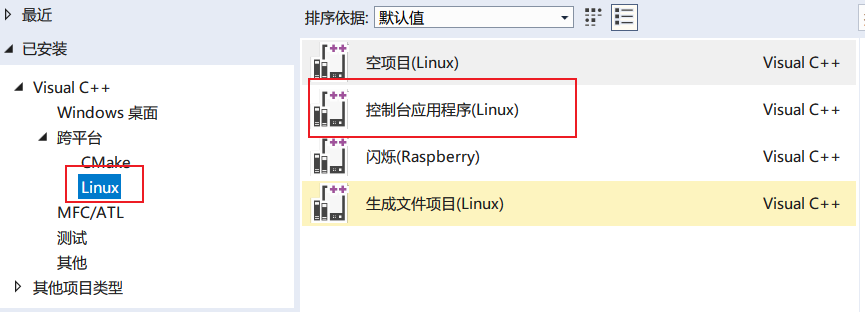 最近
已安装
Visual C++
Windows 桌面
跨平台
CMake
Linux
MFC/ATL
测试
其他
其他项目类型
排序依据: 默认值
空项目(Linux) Visual C++
控制台应用程序(Linux) Visual C++
闪烁(Raspberry) Visual C++
生成文件项目(Linux) Visual C++